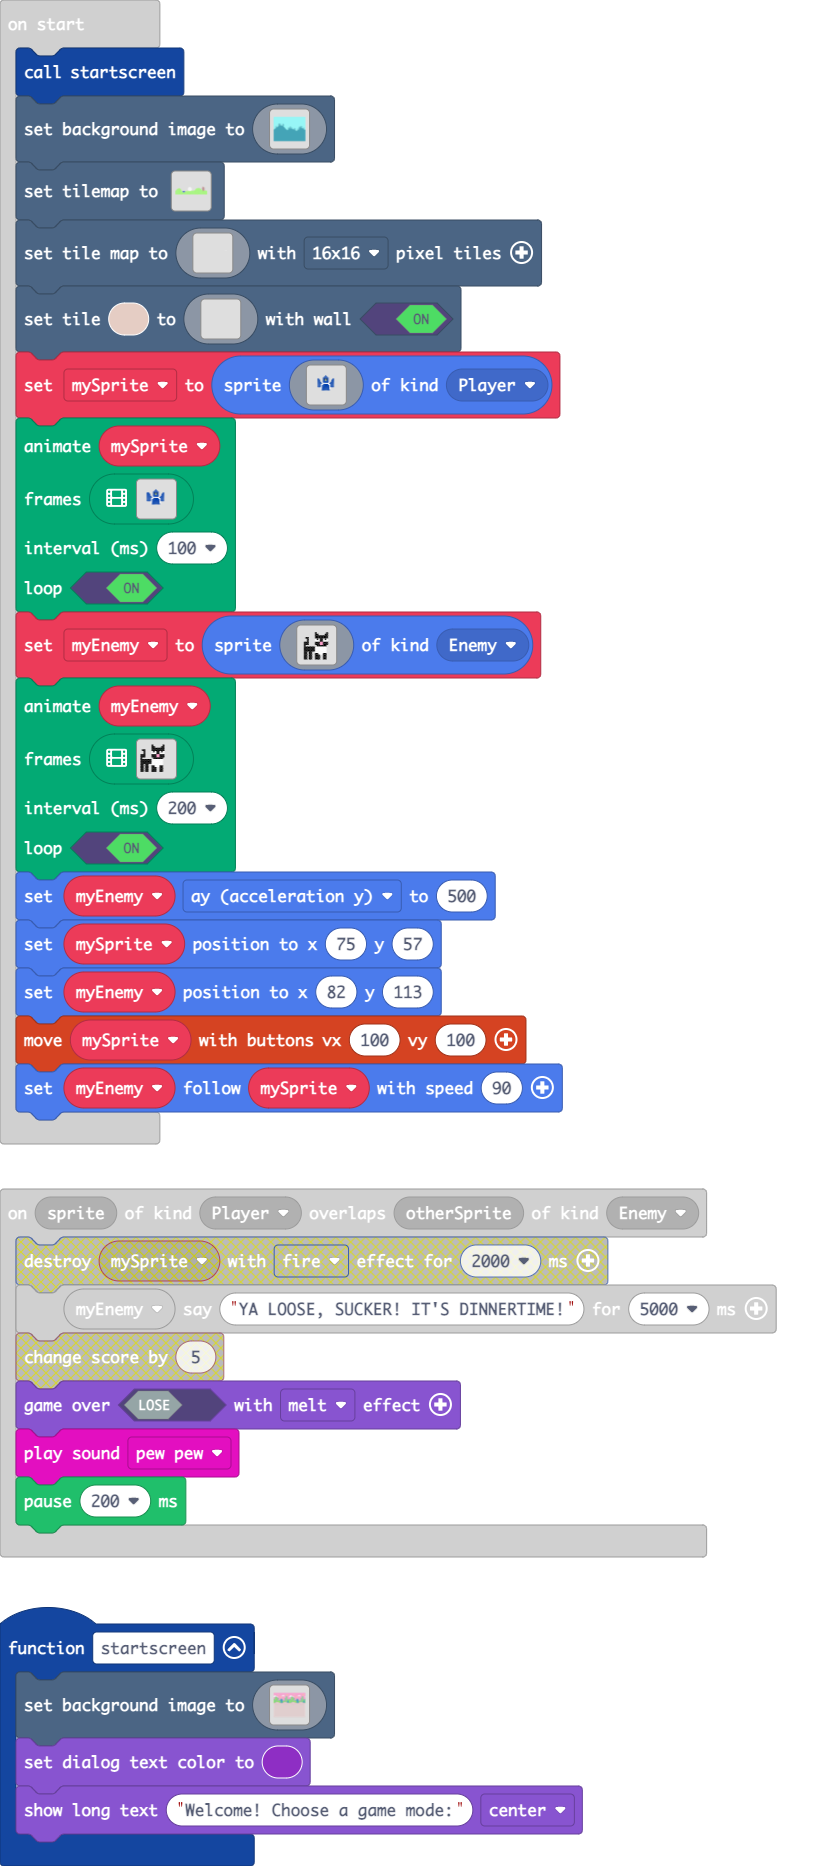 on start
call startscreen
set background image to
set tilemap to
set tile map to with 16x16 pixel tiles
set tile to with wall ON
set mySprite to sprite of kind Player
animate mySprite
frames
interval (ms) 100
loop ON
set myEnemy to sprite of kind Enemy
animate myEnemy
frames
interval (ms) 200
loop ON
set myEnemy ay (acceleration y) to 500
set mySprite position to x 75 y 57
set myEnemy position to x 82 y 113
move mySprite with buttons vx 100 vy 100
set myEnemy follow mySprite with speed 90
on sprite of kind Player overlaps otherSprite of kind Enemy
destroy mySprite with fire effect for 2000 ms
myEnemy say "YA LOOSE, SUCKER! IT'S DINNERTIME!" for 5000 ms
change score by 5
game over LOSE with melt effect
play sound pew pew
pause 200 ms
function startscreen
set background image to
set dialog text color to
show long text "Welcome! Choose a game mode:" center